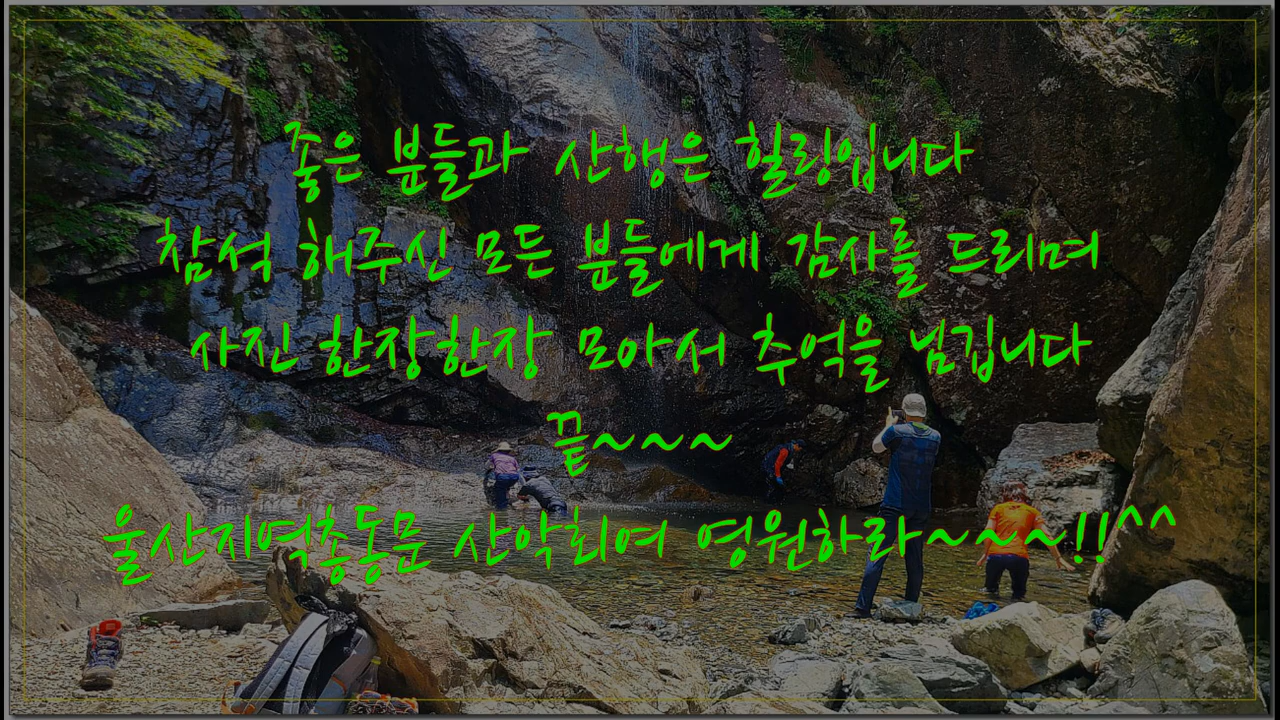 좋은 분들과 산행은 힐링입니다
참석 해주신 모든 분들에게 감사를 드리며
사진 한장한장 모아서 추억을 남깁니다
끝~~~
울산지역총동문 산악회여 영원하라~~~!!^^